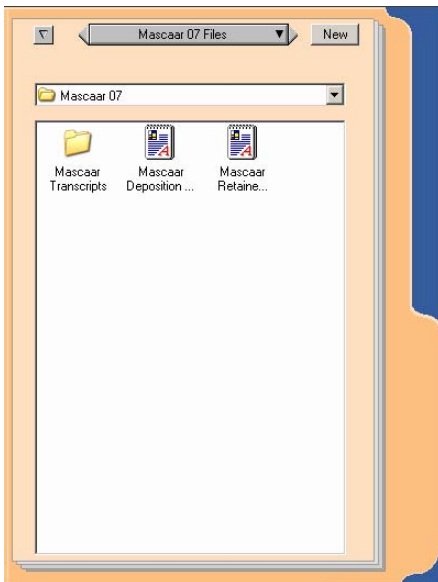 Mascaar 07 Files
New
Mascaar 07
Mascaar Transcripts
Mascaar Deposition ...
Mascaar Retaine...